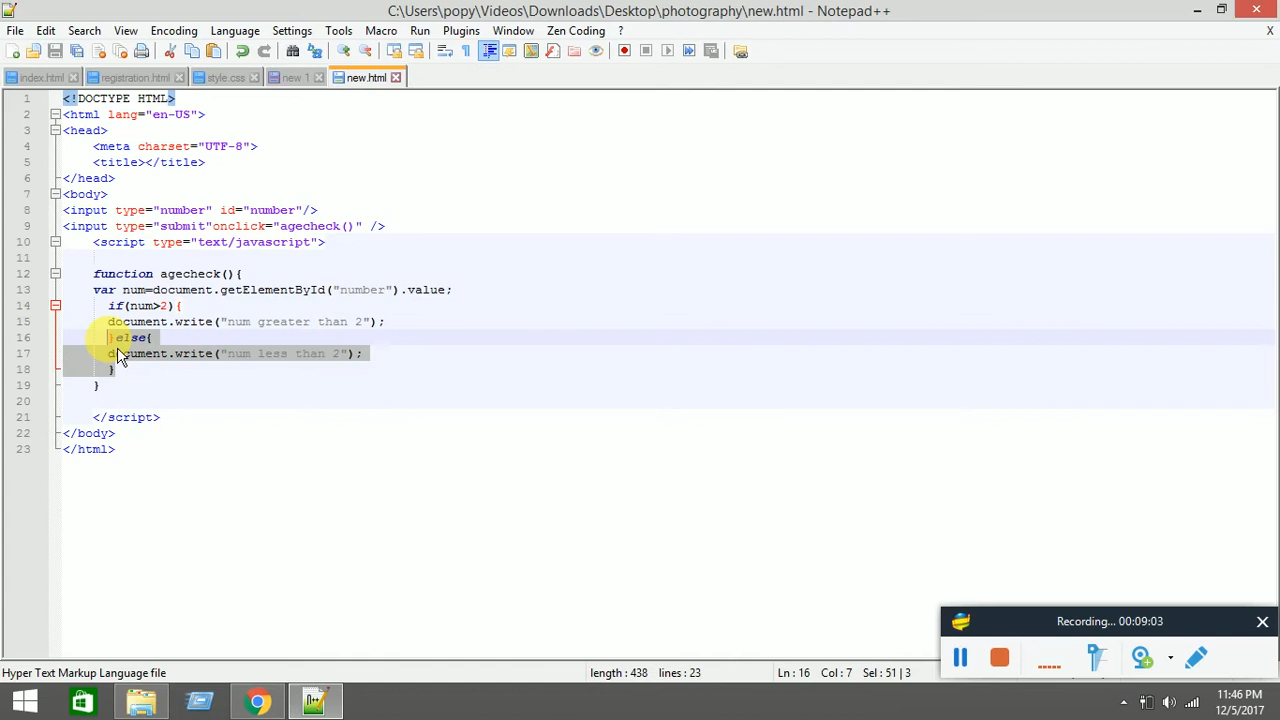 C:\Users\popy\Videos\Downloads\Desktop\photography\new.html - Notepad++
File Edit Search View Encoding Language Settings Tools Macro Run Plugins Window Zen Coding ? X
index.html registration.html style.css new 1 new.html
1 <!DOCTYPE HTML>
2 <html lang="en-US">
3 <head>
4 <meta charset="UTF-8">
5 <title></title>
6 </head>
7 <body>
8 <input type="number" id="number"/>
9 <input type="submit"onclick="agecheck()" />
10 <script type="text/javascript">
11
12 function agecheck(){
13 var num=document.getElementById("number").value;
14 if(num>2){
15 document.write("num greater than 2");
16 }else{
17 document.write("num less than 2");
18 }
19 }
20
21 </script>
22 </body>
23 </html>
Recording... 00:09:03
Hyper Text Markup Language file length : 438 lines : 23 Ln : 16 Col : 7 Sel : 51 | 3
11:46 PM
12/5/2017